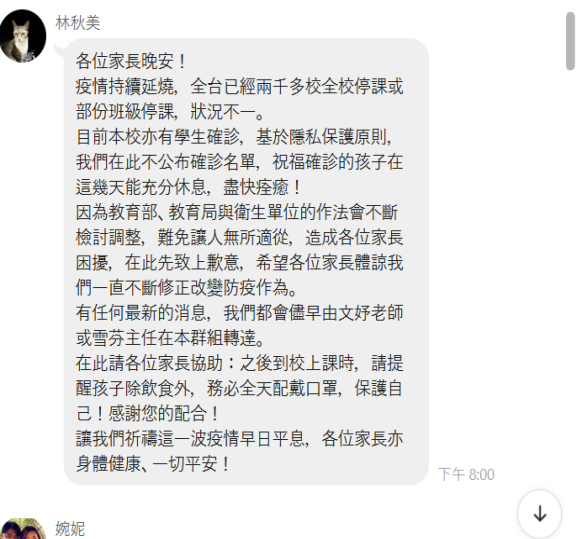 林秋美
各位家長晚安！
疫情持續延燒，全台已經兩千多校全校停課或
部份班級停課，狀況不一。
目前本校亦有學生確診，基於隱私保護原則，
我們在此不公布確診名單，祝福確診的孩子在
這幾天能充分休息，盡快痊癒！
因為教育部、教育局與衛生單位的作法會不斷
檢討調整，難免讓人無所適從，造成各位家長
困擾，在此先致上歉意，希望各位家長體諒我
們一直不斷修正改變防疫作為。
有任何最新的消息，我們都會儘早由文妤老師
或雪芬主任在本群組轉達。
在此請各位家長協助：之後到校上課時，請提
醒孩子除飲食外，務必全天配戴口罩，保護自
己！感謝您的配合！
讓我們祈禱這一波疫情早日平息，各位家長亦
身體健康、一切平安！
下午 8:00
婉妮